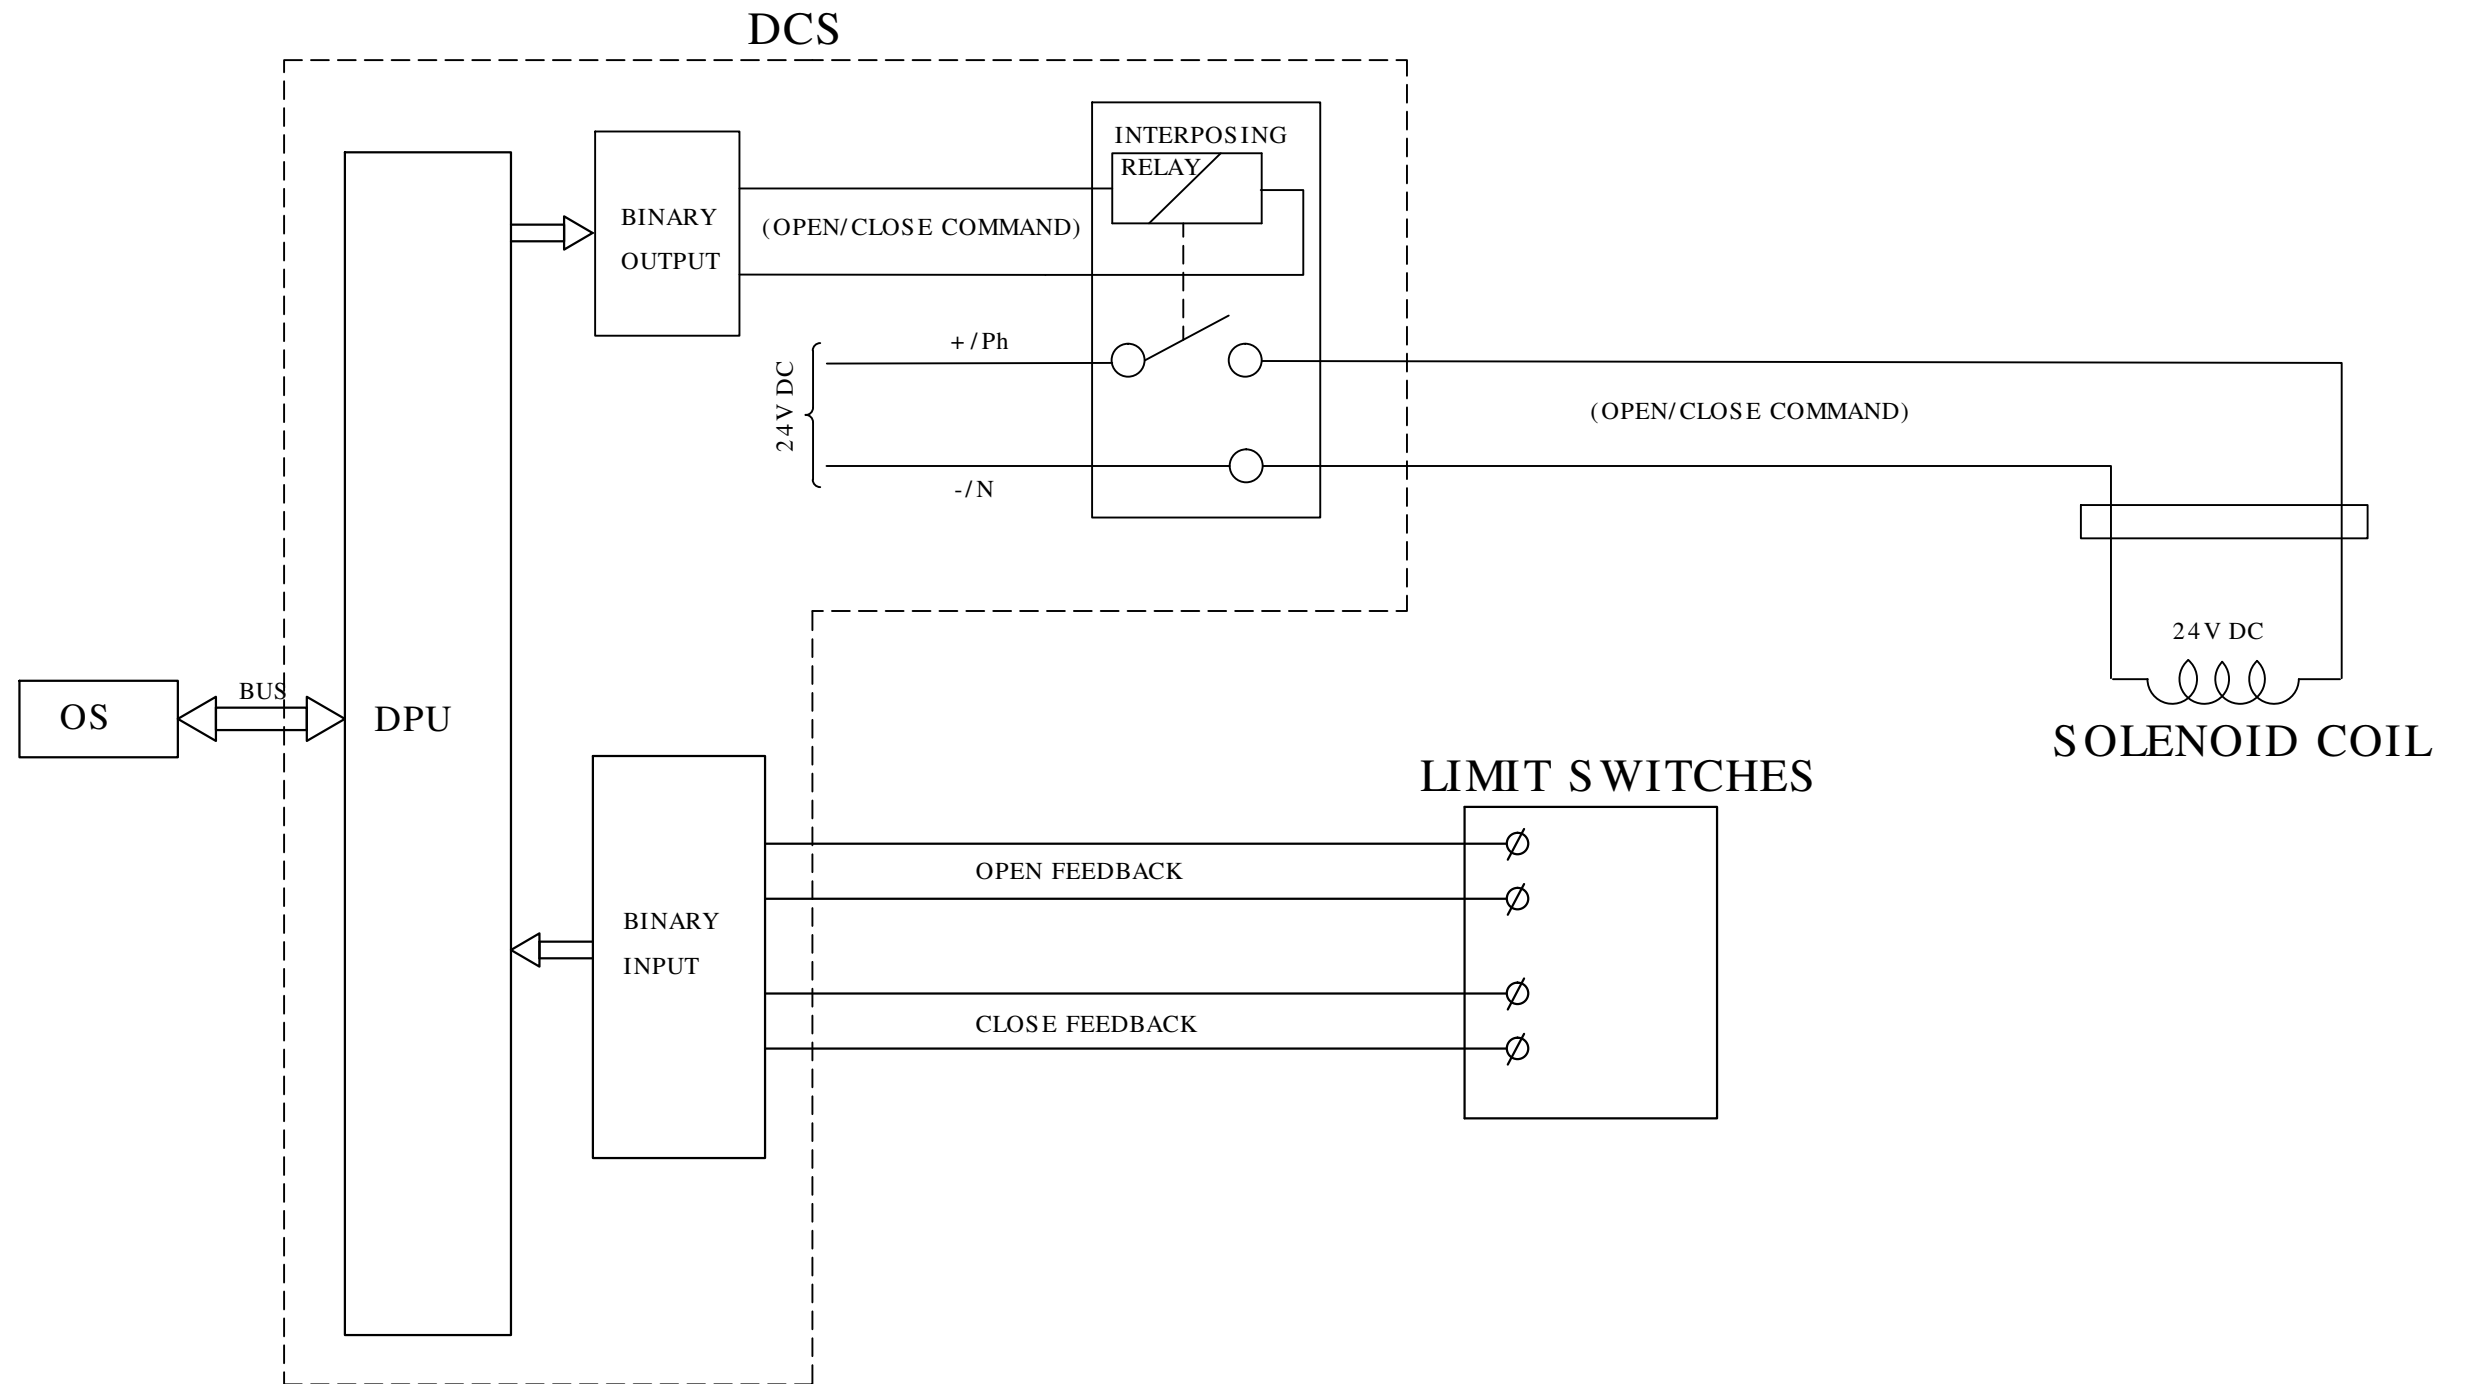 DCS
INTERPOSING
RELAY
BINARY
OUTPUT
(OPEN/CLOSE COMMAND)
+/Ph
24V DC
-/N
(OPEN/CLOSE COMMAND)
24V DC
SOLENOID COIL
BUS
OS
DPU
LIMIT SWITCHES
OPEN FEEDBACK
BINARY
INPUT
CLOSE FEEDBACK